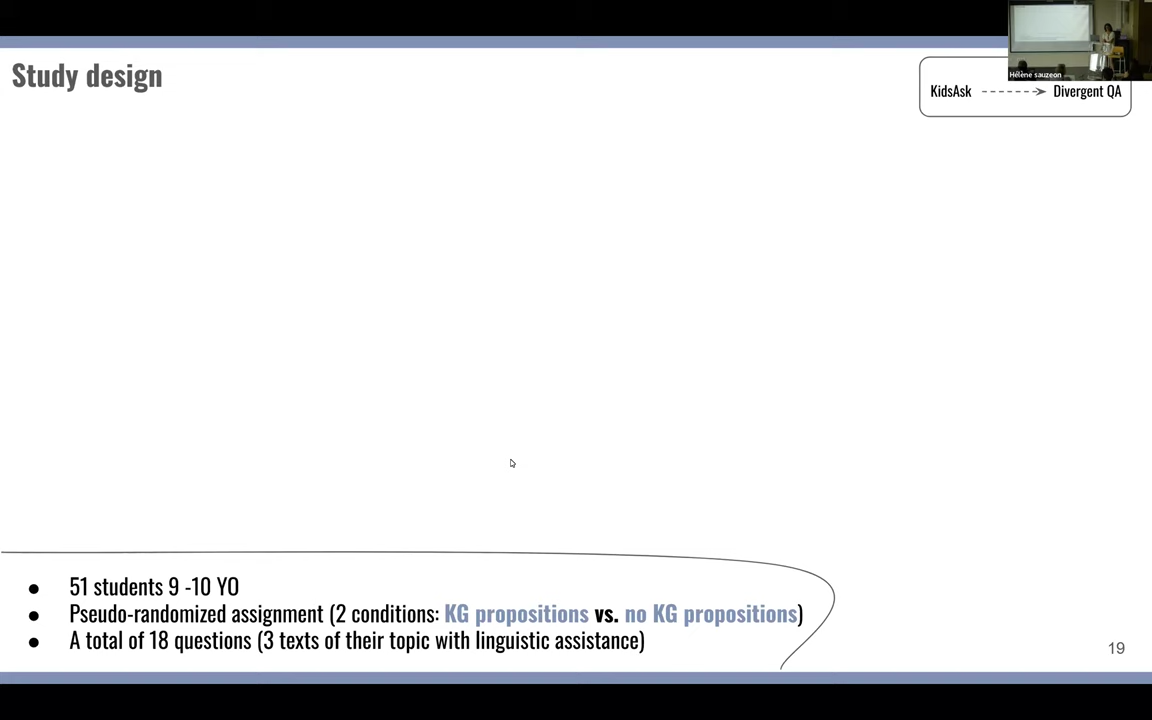 Study design
Hélène sauzeon
KidsAsk
Divergent QA
● 51 students 9 -10 YO
● Pseudo-randomized assignment (2 conditions: KG propositions vs. no KG propositions)
● A total of 18 questions (3 texts of their topic with linguistic assistance)
19